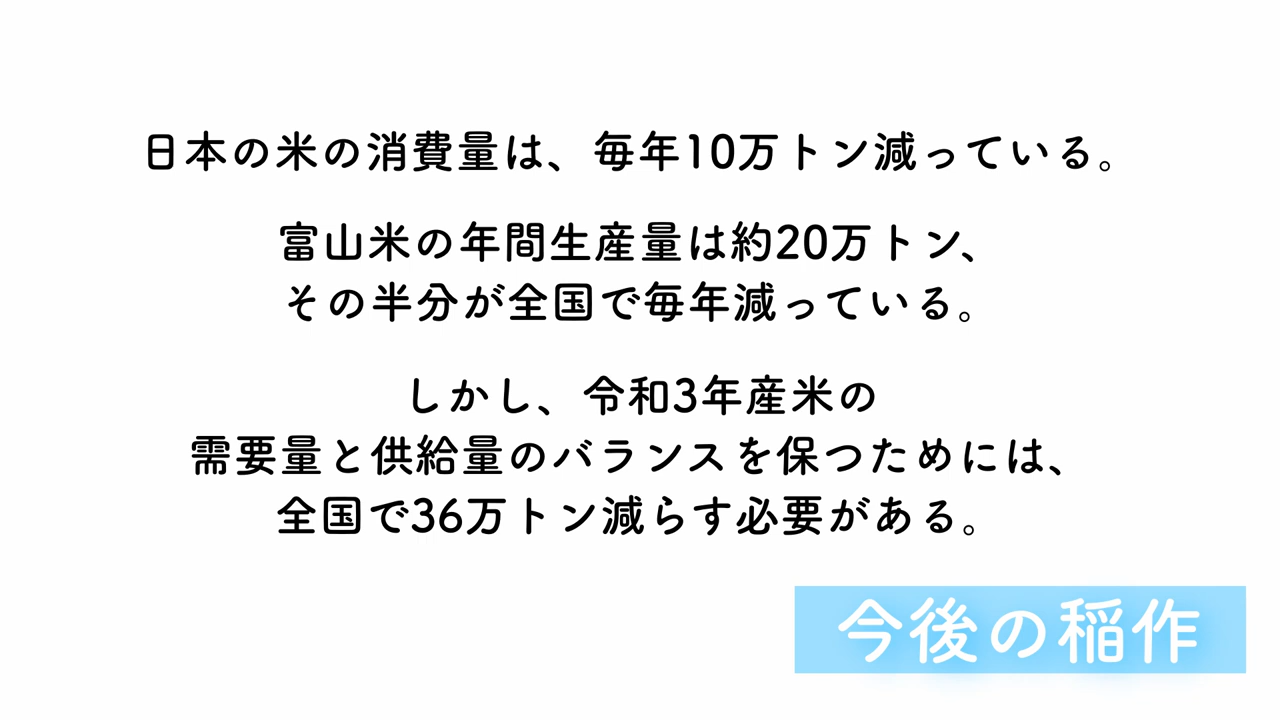 日本の米の消費量は、毎年10万トン減っている。
富山米の年間生産量は約20万トン、
その半分が全国で毎年減っている。
しかし、令和3年産米の
需要量と供給量のバランスを保つためには、
全国で36万トン減らす必要がある。
今後の稲作